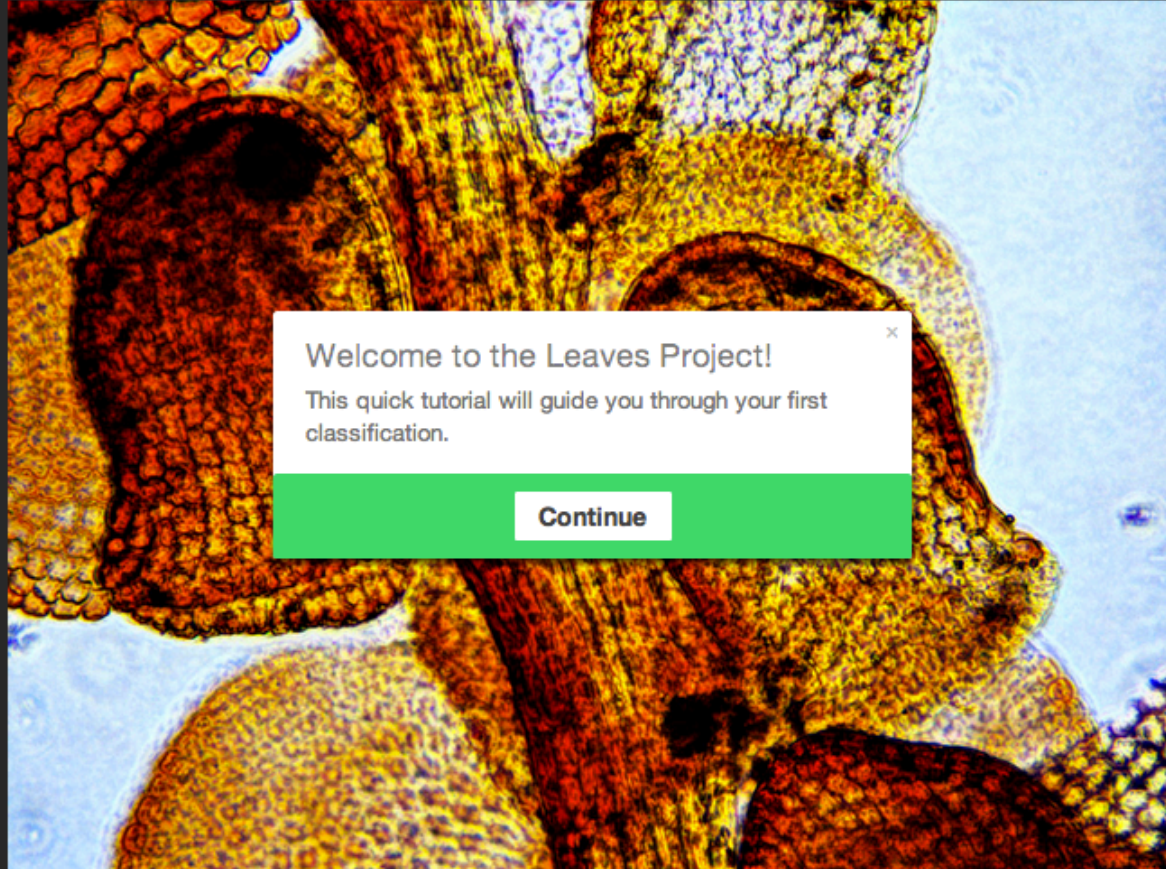 Welcome to the Leaves Project!
This quick tutorial will guide you through your first
classification.
Continue